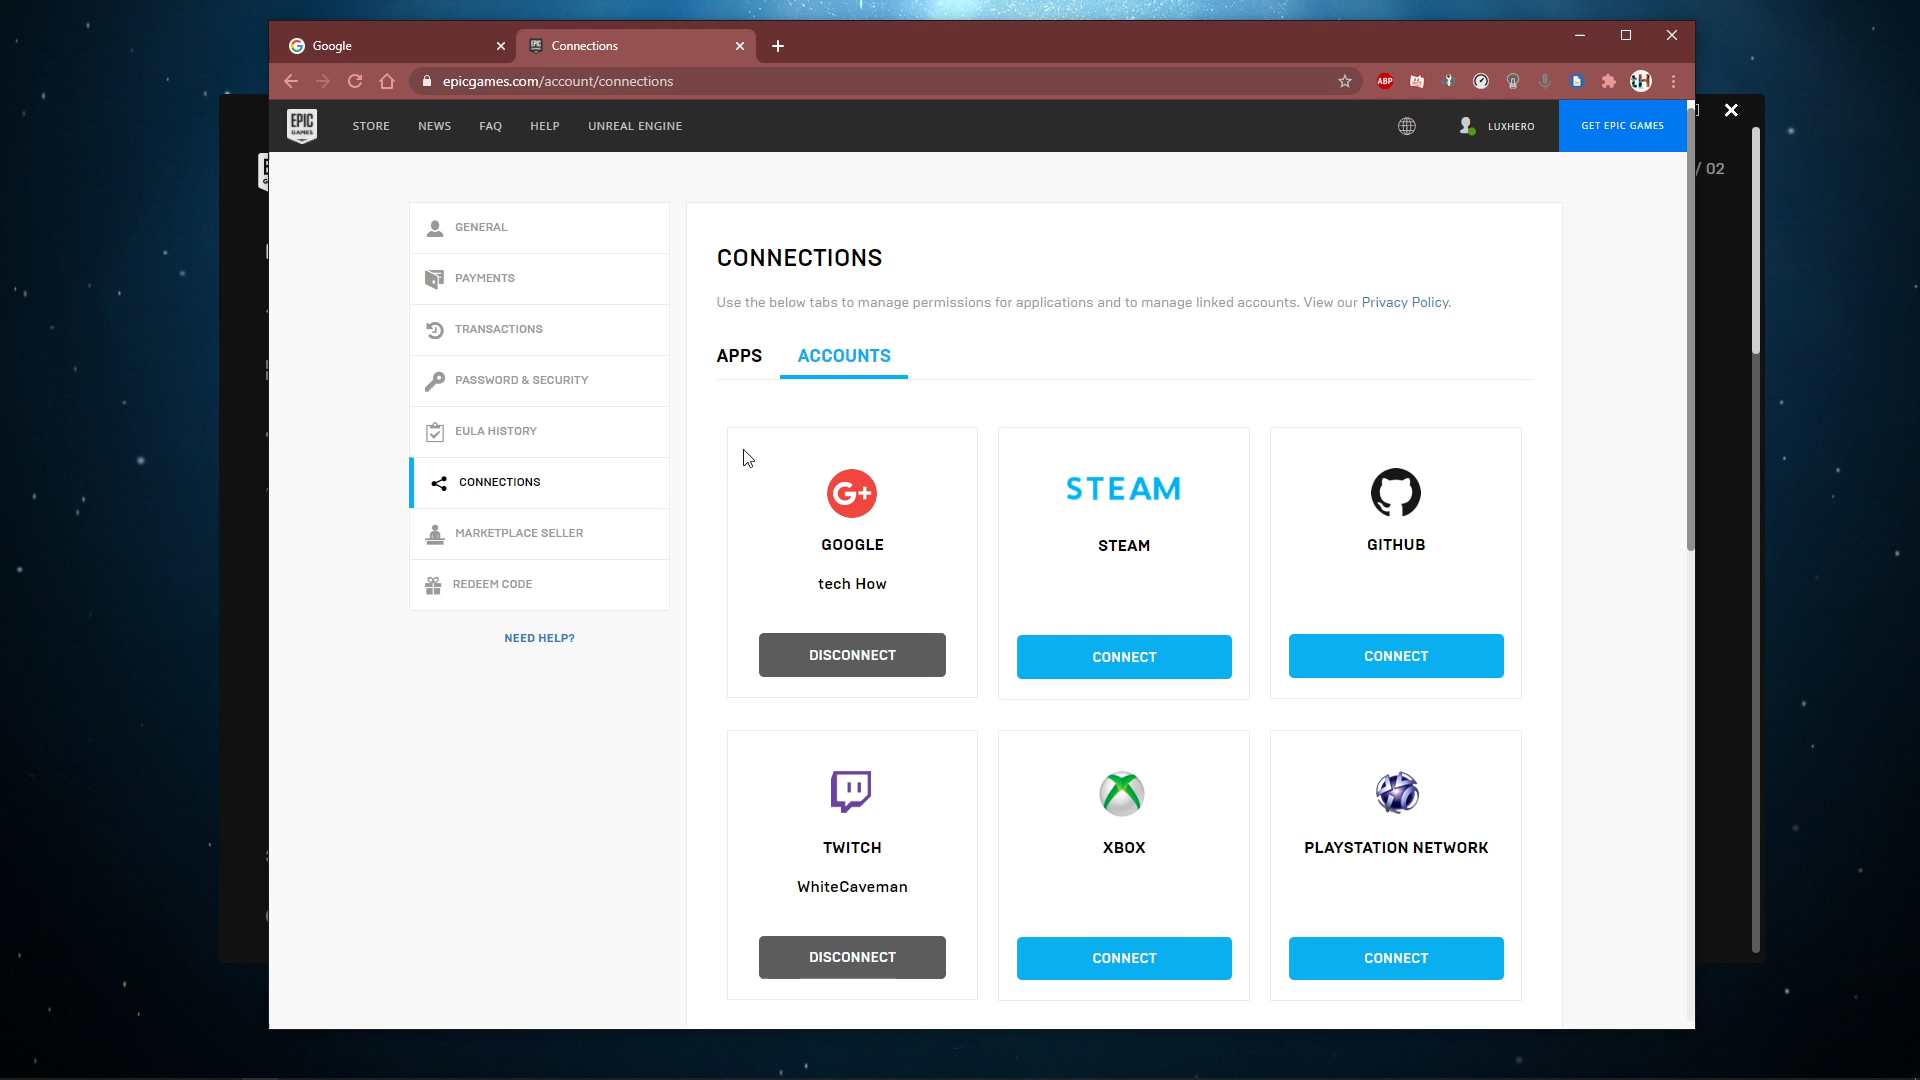 Google
Connections
epicgames.com/account/connections
ABP
EPIC
GAMES
STORE
NEWS
FAQ
HELP
UNREAL ENGINE
LUXHERO
GET EPIC GAMES
/ 02
GENERAL
PAYMENTS
TRANSACTIONS
PASSWORD & SECURITY
EULA HISTORY
CONNECTIONS
MARKETPLACE SELLER
REDEEM CODE
NEED HELP?
CONNECTIONS
Use the below tabs to manage permissions for applications and to manage linked accounts. View our Privacy Policy.
APPS
ACCOUNTS
G+
STEAM
GOOGLE
STEAM
GITHUB
tech How
DISCONNECT
CONNECT
CONNECT
TWITCH
XBOX
PLAYSTATION NETWORK
WhiteCaveman
DISCONNECT
CONNECT
CONNECT